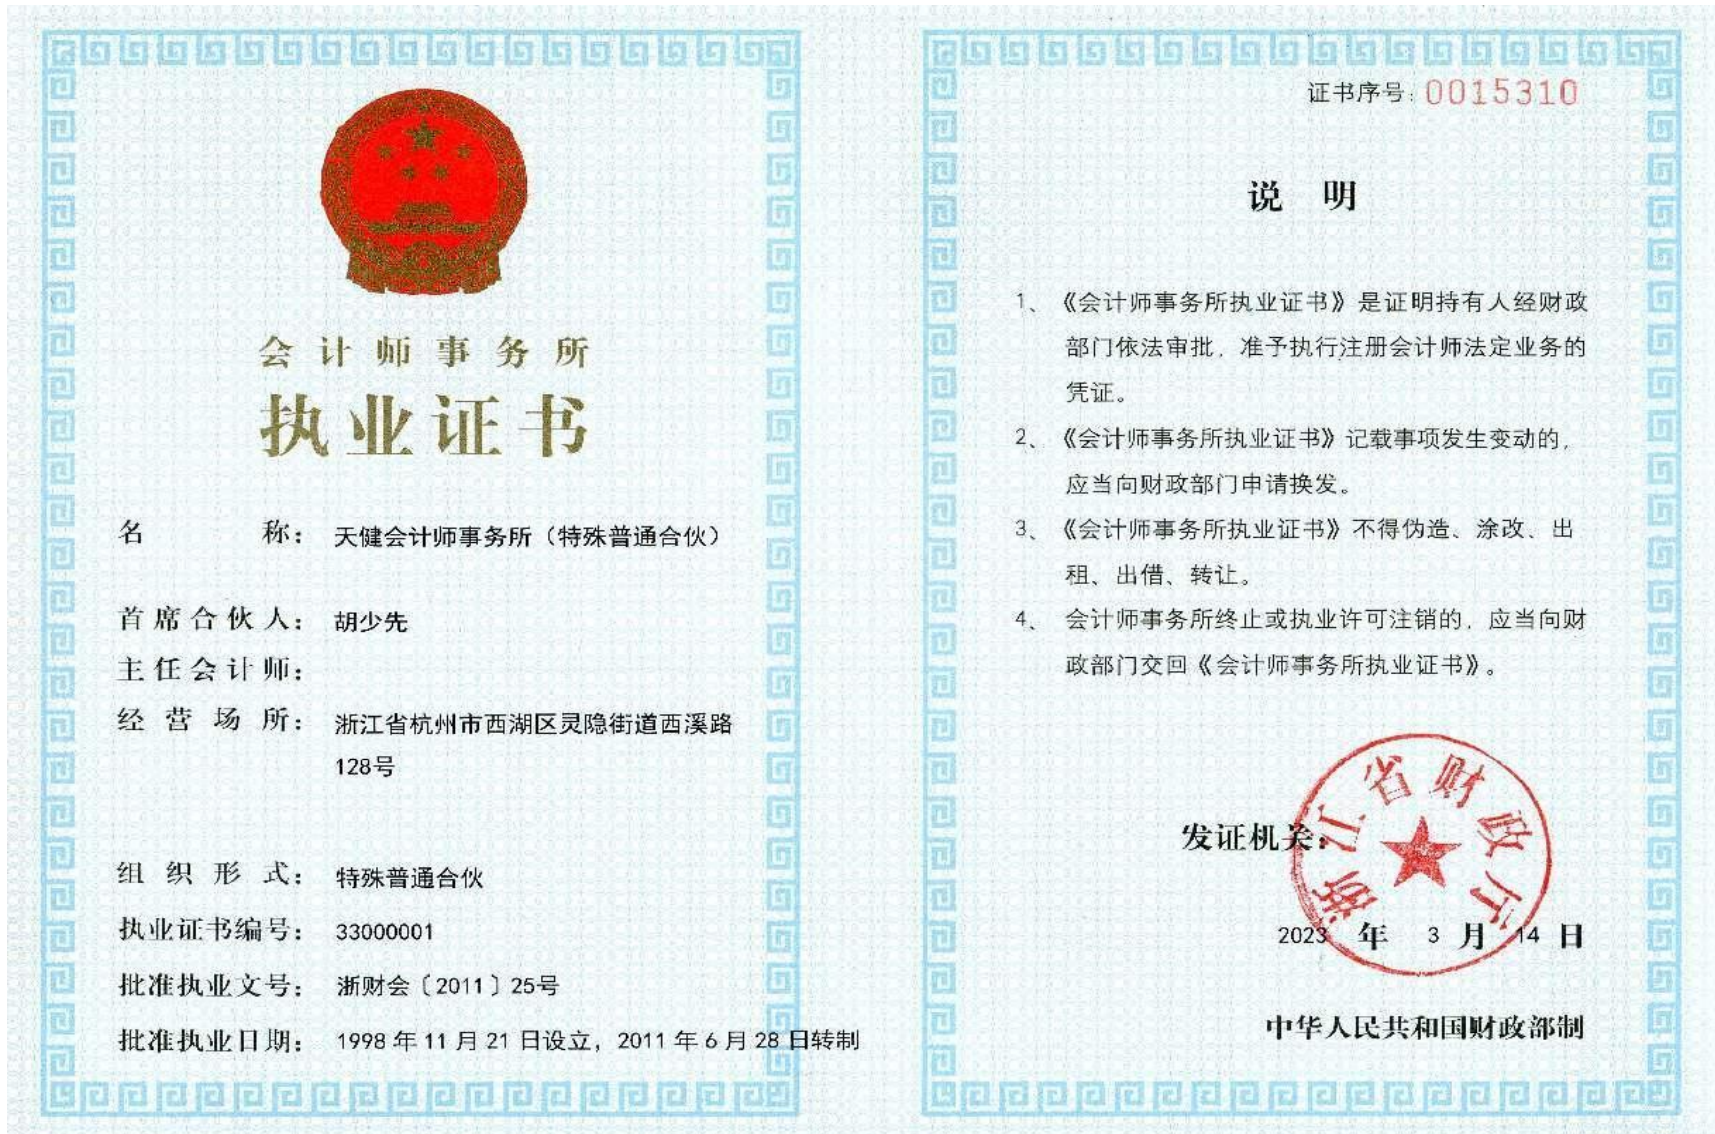 会计师事务所
执业证书
名称：天健会计师事务所（特殊普通合伙）
首席合伙人：胡少先
主任会计师：
经营场所：浙江省杭州市西湖区灵隐街道西溪路
128号
组织形式：特殊普通合伙
执业证书编号：33000001
批准执业文号：浙财会〔2011〕25号
批准执业日期：1998年11月21日设立，2011年6月28日转制
证书序号：0015310
说明
1、《会计师事务所执业证书》是证明持有人经财政
部门依法审批，准予执行注册会计师法定业务的
凭证。
2、《会计师事务所执业证书》记载事项发生变动的，
应当向财政部门申请换发。
3、《会计师事务所执业证书》不得伪造、涂改、出
租、出借、转让。
4、会计师事务所终止或执业许可注销的，应当向财
政部门交回《会计师事务所执业证书》。
发证机关：
浙江省财政厅
2023年3月14日
中华人民共和国财政部制